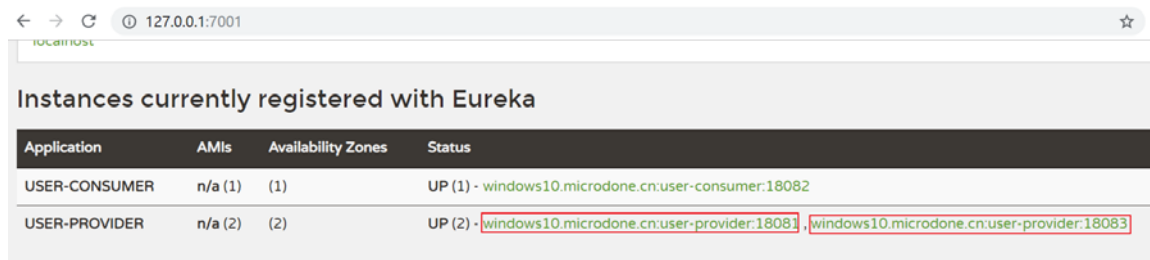 127.0.0.1:7001
localhost
Instances currently registered with Eureka
Application AMIs Availability Zones Status
USER-CONSUMER n/a (1) (1) UP (1) - windows10.microdone.cn:user-consumer:18082
USER-PROVIDER n/a (2) (2) UP (2) - windows10.microdone.cn:user-provider:18081 , windows10.microdone.cn:user-provider:18083